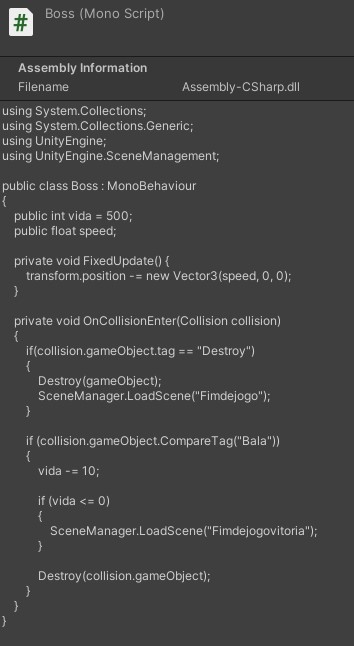 Boss (Mono Script)
#
Assembly Information
Filename Assembly-CSharp.dll
using System.Collections;
using System.Collections.Generic;
using UnityEngine;
using UnityEngine.SceneManagement;

public class Boss : MonoBehaviour
{
    public int vida = 500;
    public float speed;

    private void FixedUpdate() {
        transform.position -= new Vector3(speed, 0, 0);
    }

    private void OnCollisionEnter(Collision collision)
    {
        if(collision.gameObject.tag == "Destroy")
        {
            Destroy(gameObject);
            SceneManager.LoadScene("Fimdejogo");
        }

        if (collision.gameObject.CompareTag("Bala"))
        {
            vida -= 10;

            if (vida <= 0)
            {
                SceneManager.LoadScene("Fimdejogovitoria");
            }

            Destroy(collision.gameObject);
        }
    }
}